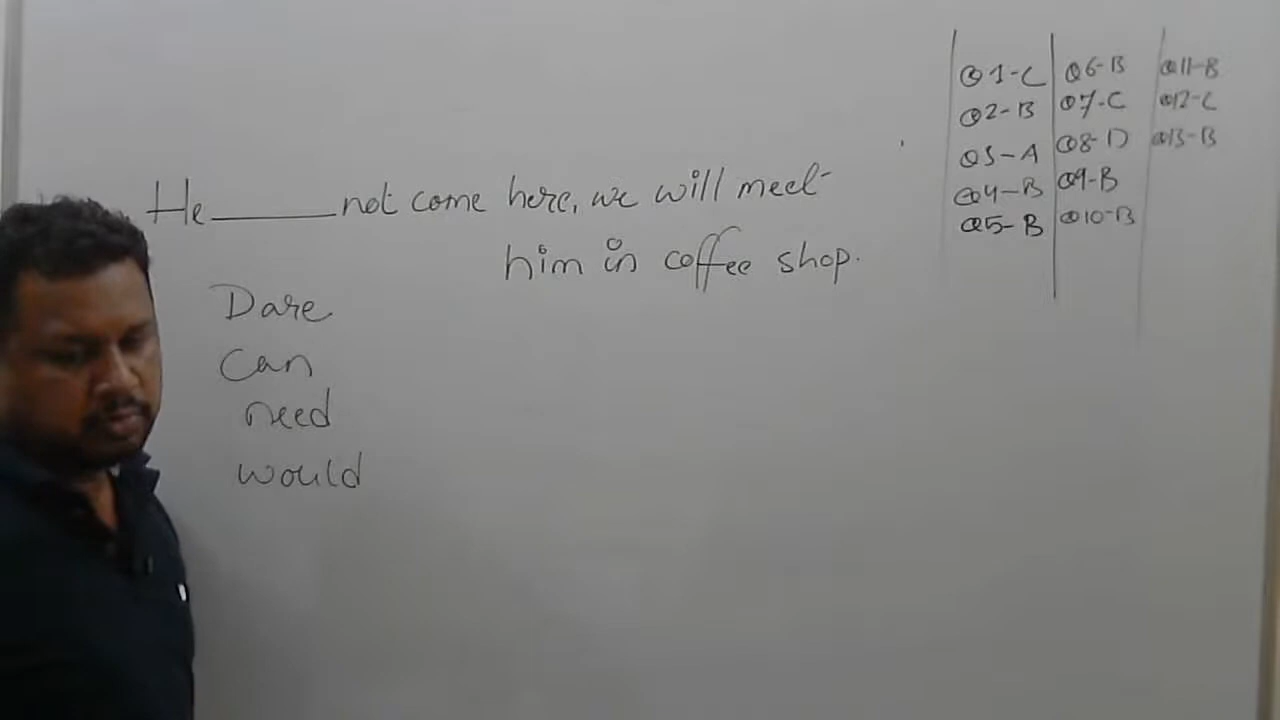 He ______ not come here, we will meet
him in coffee shop.
Dare
Can
need
would
Q1-C
Q2-B
Q3-A
Q4-B
Q5-B
Q6-B
Q7-C
Q8-D
Q9-B
Q10-B
Q11-B
Q12-C
Q13-B